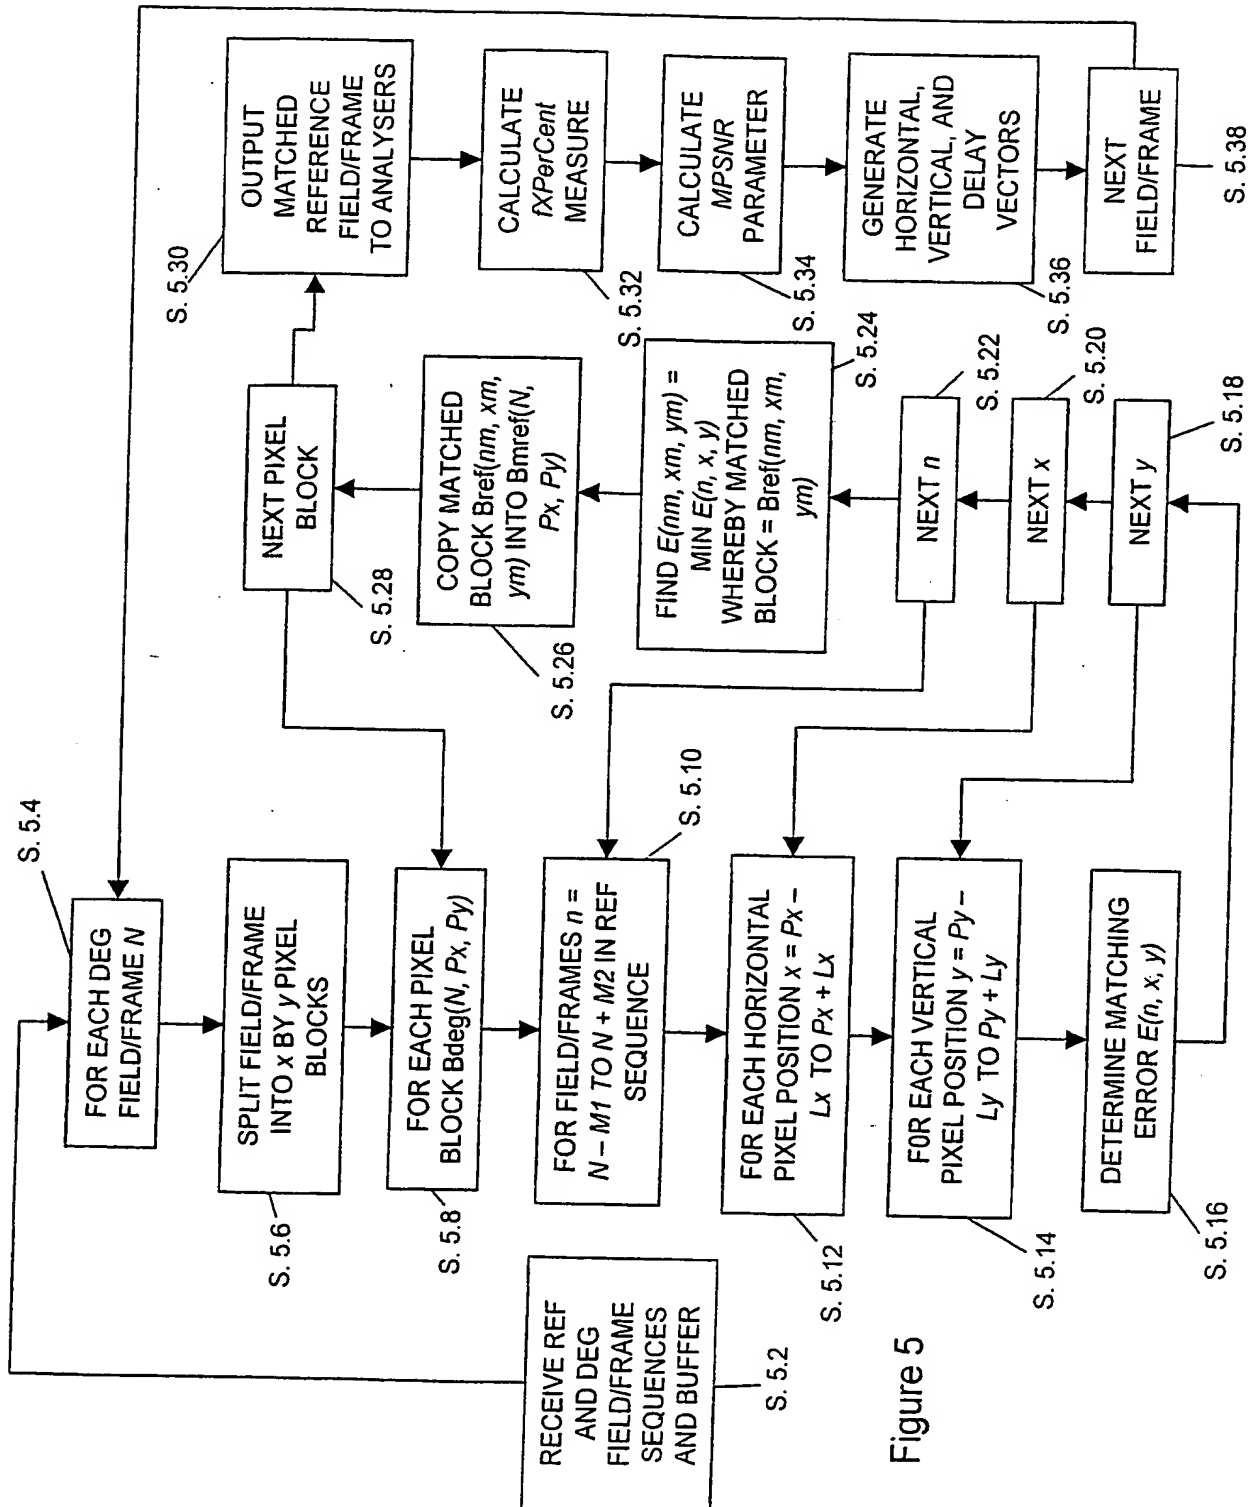 RECEIVE REF
AND DEG
FIELD/FRAME
SEQUENCES
AND BUFFER
S. 5.2
S. 5.4
FOR EACH DEG
FIELD/FRAME N
SPLIT FIELD/FRAME
INTO x BY y PIXEL
BLOCKS
S. 5.6
FOR EACH PIXEL
BLOCK Bdeg(N, Px, Py)
S. 5.8
FOR FIELD/FRAMES n =
N – M1 TO N + M2 IN REF
SEQUENCE
S. 5.10
FOR EACH HORIZONTAL
PIXEL POSITION x = Px –
Lx TO Px + Lx
S. 5.12
FOR EACH VERTICAL
PIXEL POSITION y = Py –
Ly TO Py + Ly
S. 5.14
DETERMINE MATCHING
ERROR E(n, x, y)
S. 5.16
NEXT y
S. 5.18
NEXT x
S. 5.20
NEXT n
S. 5.22
FIND E(nm, xm, ym) =
MIN E(n, x, y)
WHEREBY MATCHED
BLOCK = Bref(nm, xm,
ym)
S. 5.24
COPY MATCHED
BLOCK Bref(nm, xm,
ym) INTO Bmref(N,
Px, Py)
S. 5.26
NEXT PIXEL
BLOCK
S. 5.28
S. 5.30
OUTPUT
MATCHED
REFERENCE
FIELD/FRAME
TO ANALYSERS
CALCULATE
fXPerCent
MEASURE
S. 5.32
CALCULATE
MPSNR
PARAMETER
S. 5.34
GENERATE
HORIZONTAL,
VERTICAL, AND
DELAY
VECTORS
S. 5.36
NEXT
FIELD/FRAME
S. 5.38
Figure 5